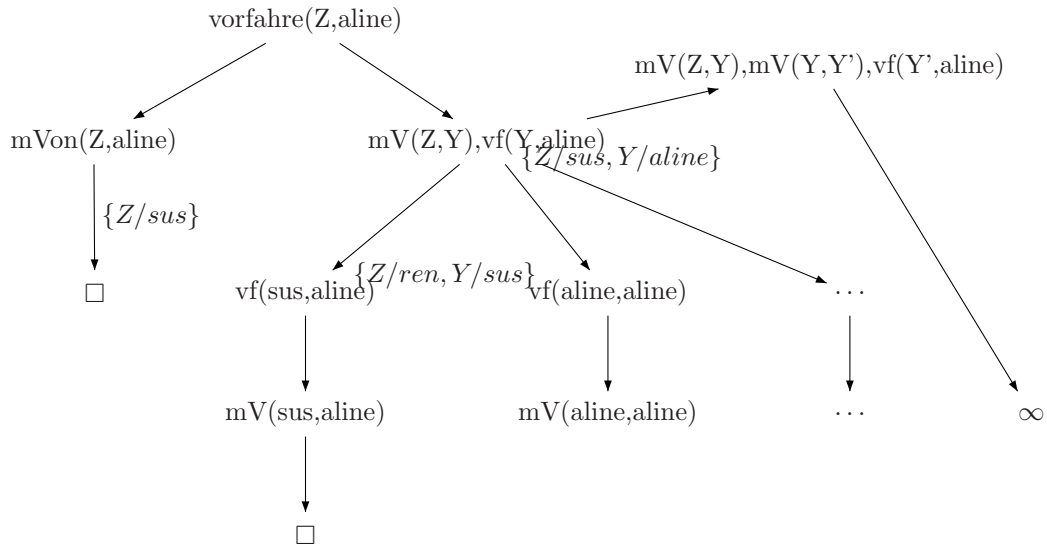 vorfahre(Z,aline)
mV(Z,Y),mV(Y,Y'),vf(Y',aline)
mVon(Z,aline)
mV(Z,Y),vf(Y,aline)
{Z/sus, Y/aline}
{Z/sus}
{Z/ren, Y/sus}
□
vf(sus,aline)
vf(aline,aline)
...
mV(sus,aline)
mV(aline,aline)
...
∞
□